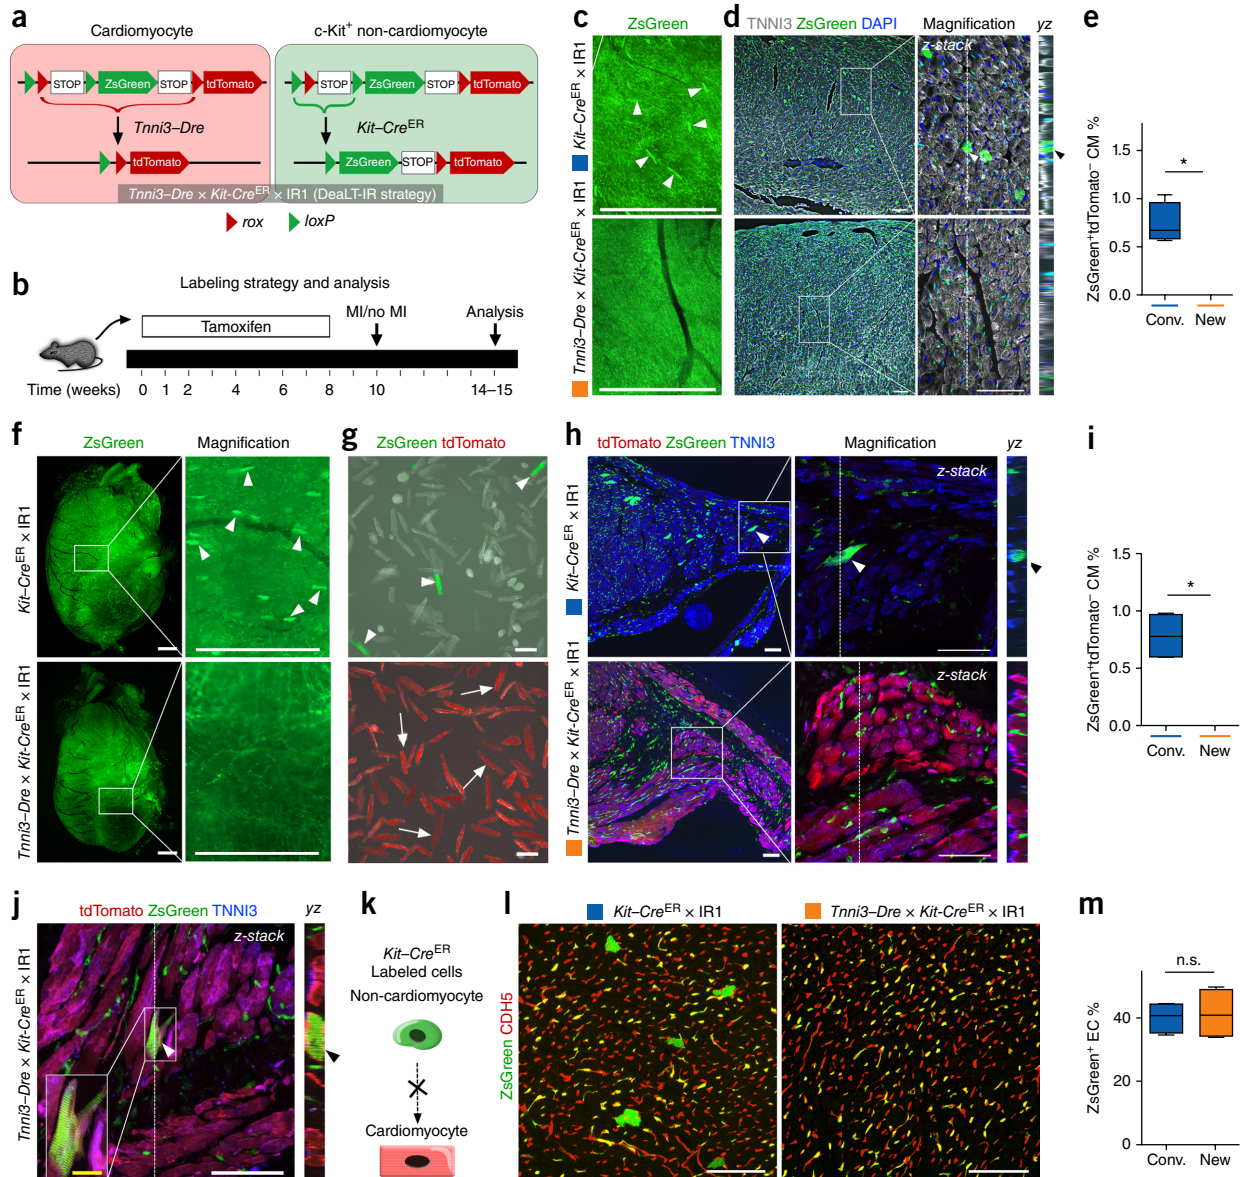 a
Cardiomyocyte
c-Kit⁺ non-cardiomyocyte
STOP ZsGreen STOP tdTomato
STOP ZsGreen STOP tdTomato
Tnni3–Dre
Kit–Creᴱᴿ
tdTomato
ZsGreen STOP tdTomato
Tnni3–Dre × Kit-Creᴱᴿ × IR1 (DeaLT-IR strategy)
rox loxP
b
Labeling strategy and analysis
MI/no MI Analysis
Tamoxifen
Time (weeks) 0 1 2 4 6 8 10 14–15
c
ZsGreen
Kit–Creᴱᴿ × IR1
Tnni3–Dre × Kit-Creᴱᴿ × IR1
d
TNNI3 ZsGreen DAPI Magnification yz
z-stack
e
ZsGreen⁺tdTomato⁻ CM %
1.5
*
1.0
0.5
0.0
Conv. New
f
ZsGreen Magnification
Kit–Creᴱᴿ × IR1
Tnni3–Dre × Kit-Creᴱᴿ × IR1
g
ZsGreen tdTomato
h
tdTomato ZsGreen TNNI3 Magnification yz
Kit–Creᴱᴿ × IR1
z-stack
Tnni3–Dre × Kit-Creᴱᴿ × IR1
z-stack
i
ZsGreen⁺tdTomato⁻ CM %
1.5
*
1.0
0.5
0.0
Conv. New
j
tdTomato ZsGreen TNNI3 yz
Tnni3–Dre × Kit-Creᴱᴿ × IR1
z-stack
k
Kit–Creᴱᴿ
Labeled cells
Non-cardiomyocyte
Cardiomyocyte
l
Kit–Creᴱᴿ × IR1
Tnni3–Dre × Kit-Creᴱᴿ × IR1
ZsGreen CDH5
m
ZsGreen⁺ EC %
n.s.
40
20
0
Conv. New